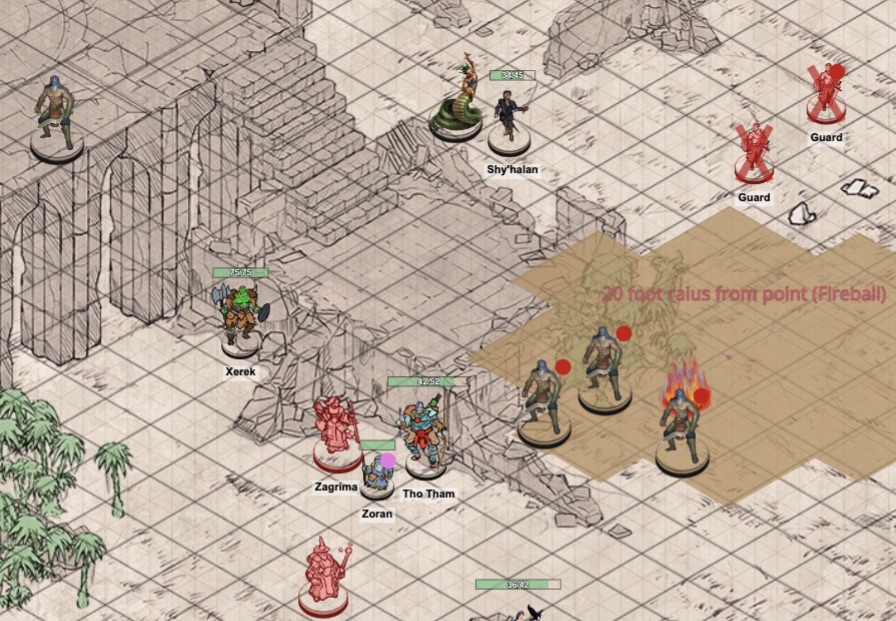 34/45
Guard
Shy'halan
Guard
75/75
20 foot raius from point (Fireball)
Xerek
42/52
Zagrima
Tho Tham
Zoran
36/42